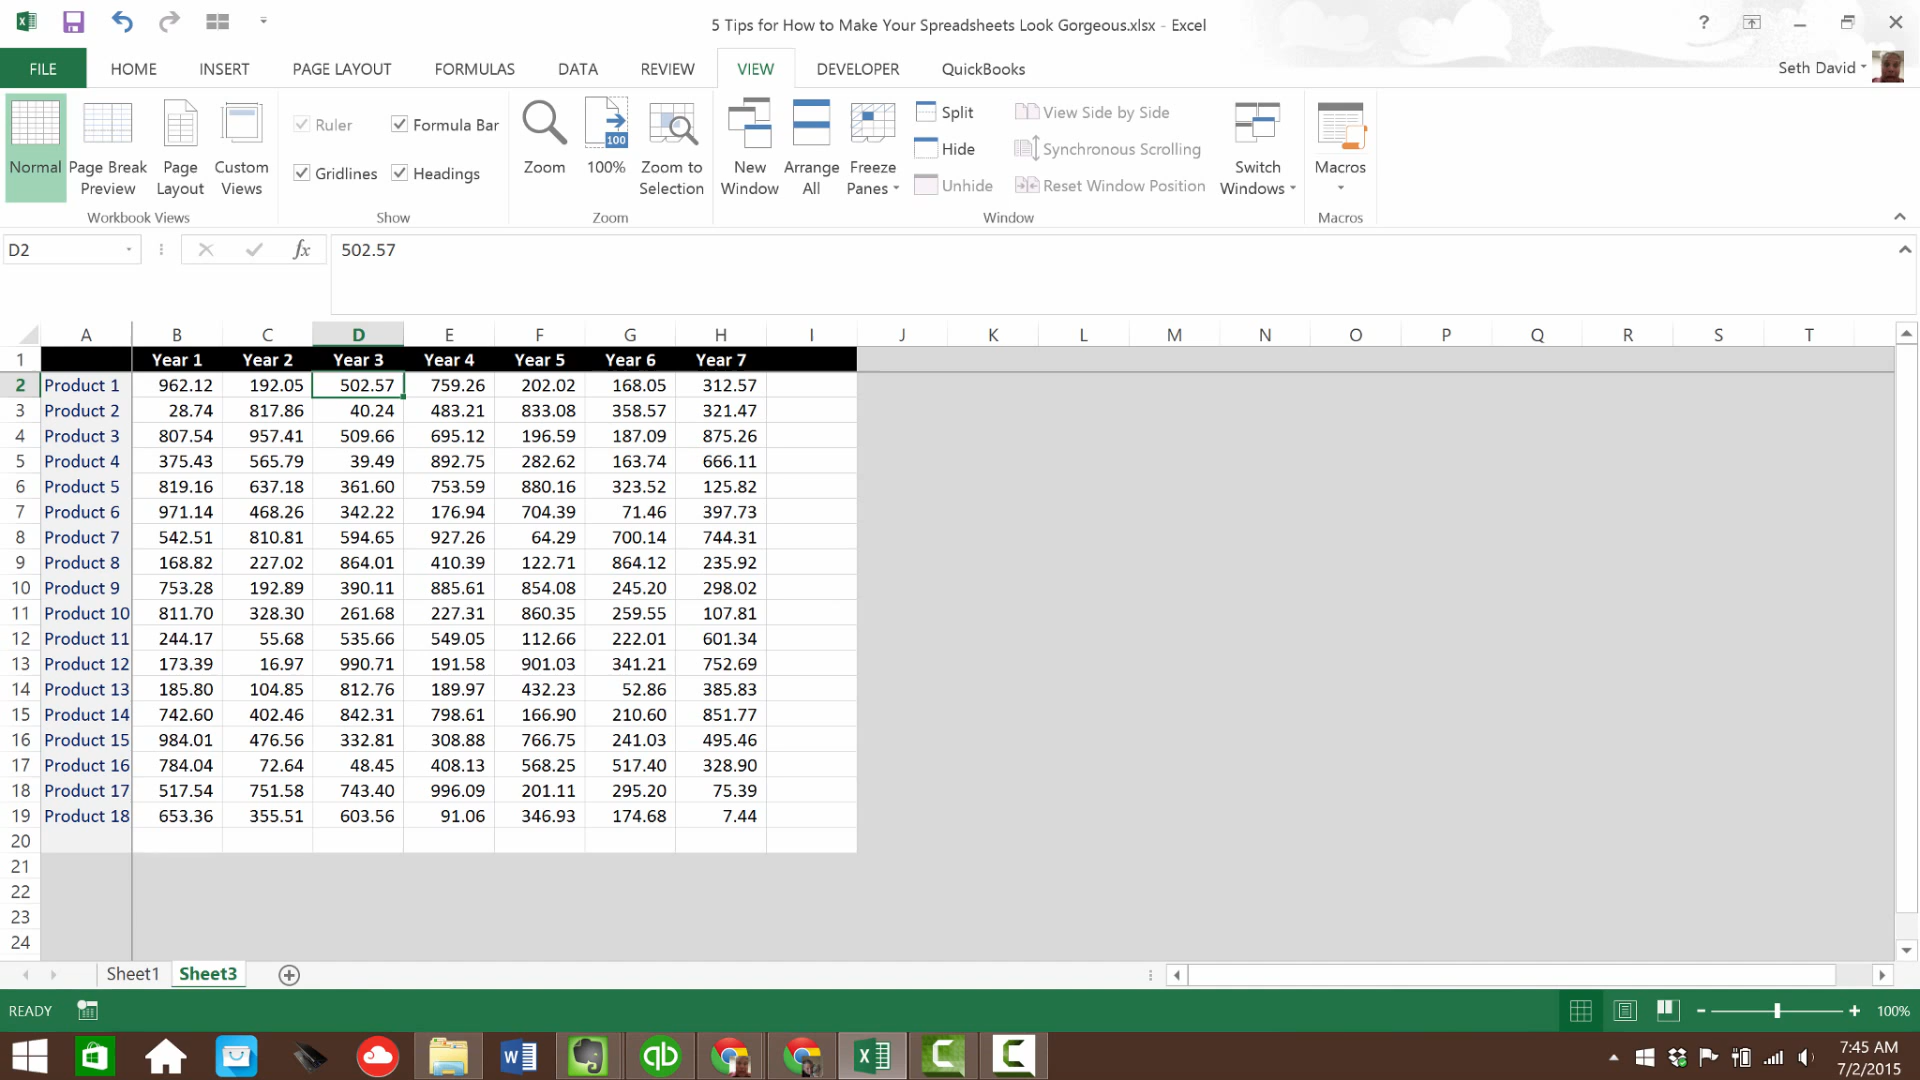 5 Tips for How to Make Your Spreadsheets Look Gorgeous.xlsx - Excel
?
FILE HOME INSERT PAGE LAYOUT FORMULAS DATA REVIEW VIEW DEVELOPER QuickBooks Seth David
Normal
Page Break Preview
Page Layout
Custom Views
Workbook Views
Ruler
Formula Bar
Gridlines
Headings
Show
Zoom
100
100%
Zoom to Selection
Zoom
New Window
Arrange All
Freeze Panes
Split
Hide
Unhide
View Side by Side
Synchronous Scrolling
Reset Window Position
Window
Switch Windows
Macros
Macros
D2 fx 502.57
A B C D E F G H I J K L M N O P Q R S T
1 Year 1 Year 2 Year 3 Year 4 Year 5 Year 6 Year 7
2 Product 1 962.12 192.05 502.57 759.26 202.02 168.05 312.57
3 Product 2 28.74 817.86 40.24 483.21 833.08 358.57 321.47
4 Product 3 807.54 957.41 509.66 695.12 196.59 187.09 875.26
5 Product 4 375.43 565.79 39.49 892.75 282.62 163.74 666.11
6 Product 5 819.16 637.18 361.60 753.59 880.16 323.52 125.82
7 Product 6 971.14 468.26 342.22 176.94 704.39 71.46 397.73
8 Product 7 542.51 810.81 594.65 927.26 64.29 700.14 744.31
9 Product 8 168.82 227.02 864.01 410.39 122.71 864.12 235.92
10 Product 9 753.28 192.89 390.11 885.61 854.08 245.20 298.02
11 Product 10 811.70 328.30 261.68 227.31 860.35 259.55 107.81
12 Product 11 244.17 55.68 535.66 549.05 112.66 222.01 601.34
13 Product 12 173.39 16.97 990.71 191.58 901.03 341.21 752.69
14 Product 13 185.80 104.85 812.76 189.97 432.23 52.86 385.83
15 Product 14 742.60 402.46 842.31 798.61 166.90 210.60 851.77
16 Product 15 984.01 476.56 332.81 308.88 766.75 241.03 495.46
17 Product 16 784.04 72.64 48.45 408.13 568.25 517.40 328.90
18 Product 17 517.54 751.58 743.40 996.09 201.11 295.20 75.39
19 Product 18 653.36 355.51 603.56 91.06 346.93 174.68 7.44
20
21
22
23
24
Sheet1 Sheet3
READY 100%
7:45 AM
7/2/2015